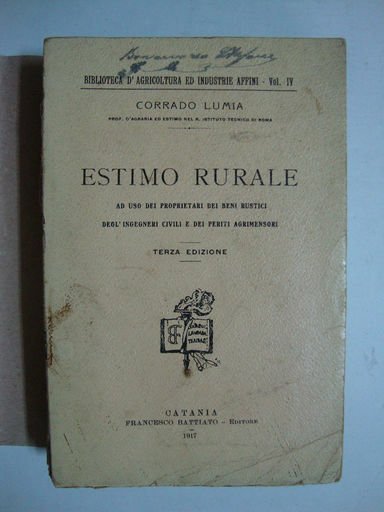 BIBLIOTECA D'AGRICOLTURA ED INDUSTRIE AFFINI - Vol. IV
CORRADO LUMIA
PROF. D'AGRARIA ED ESTIMO NEL R. ISTITUTO TECNICO DI ROMA
ESTIMO RURALE
AD USO DEI PROPRIETARI DEI BENI RUSTICI
DEGL'INGEGNERI CIVILI E DEI PERITI AGRIMENSORI
TERZA EDIZIONE
CATANIA
FRANCESCO BATTIATO - EDITORE
1917